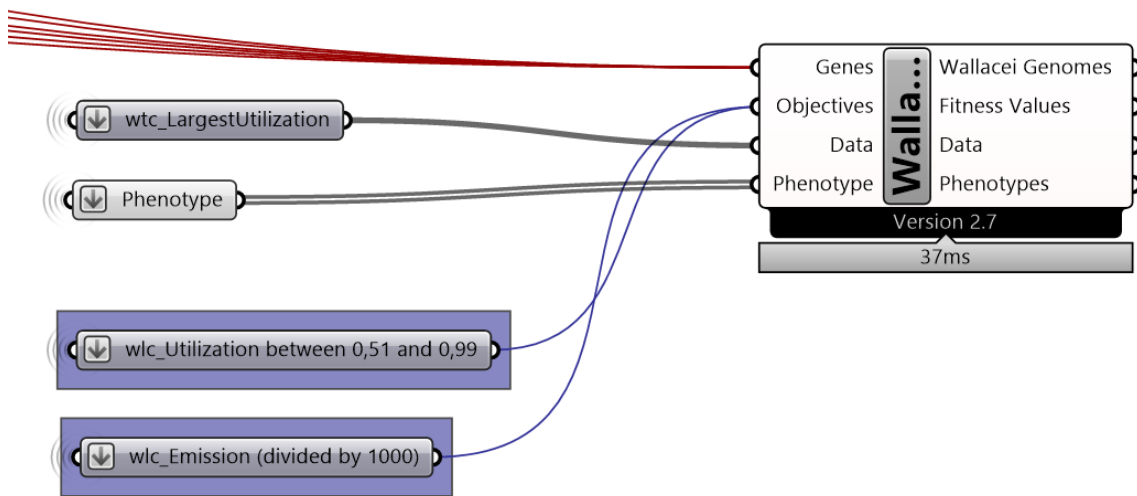 Genes
Wallacei Genomes
wtc_LargestUtilization
Objectives
Walla...
Fitness Values
Data
Data
Phenotype
Phenotype
Phenotypes
Version 2.7
37ms
wlc_Utilization between 0,51 and 0,99
wlc_Emission (divided by 1000)